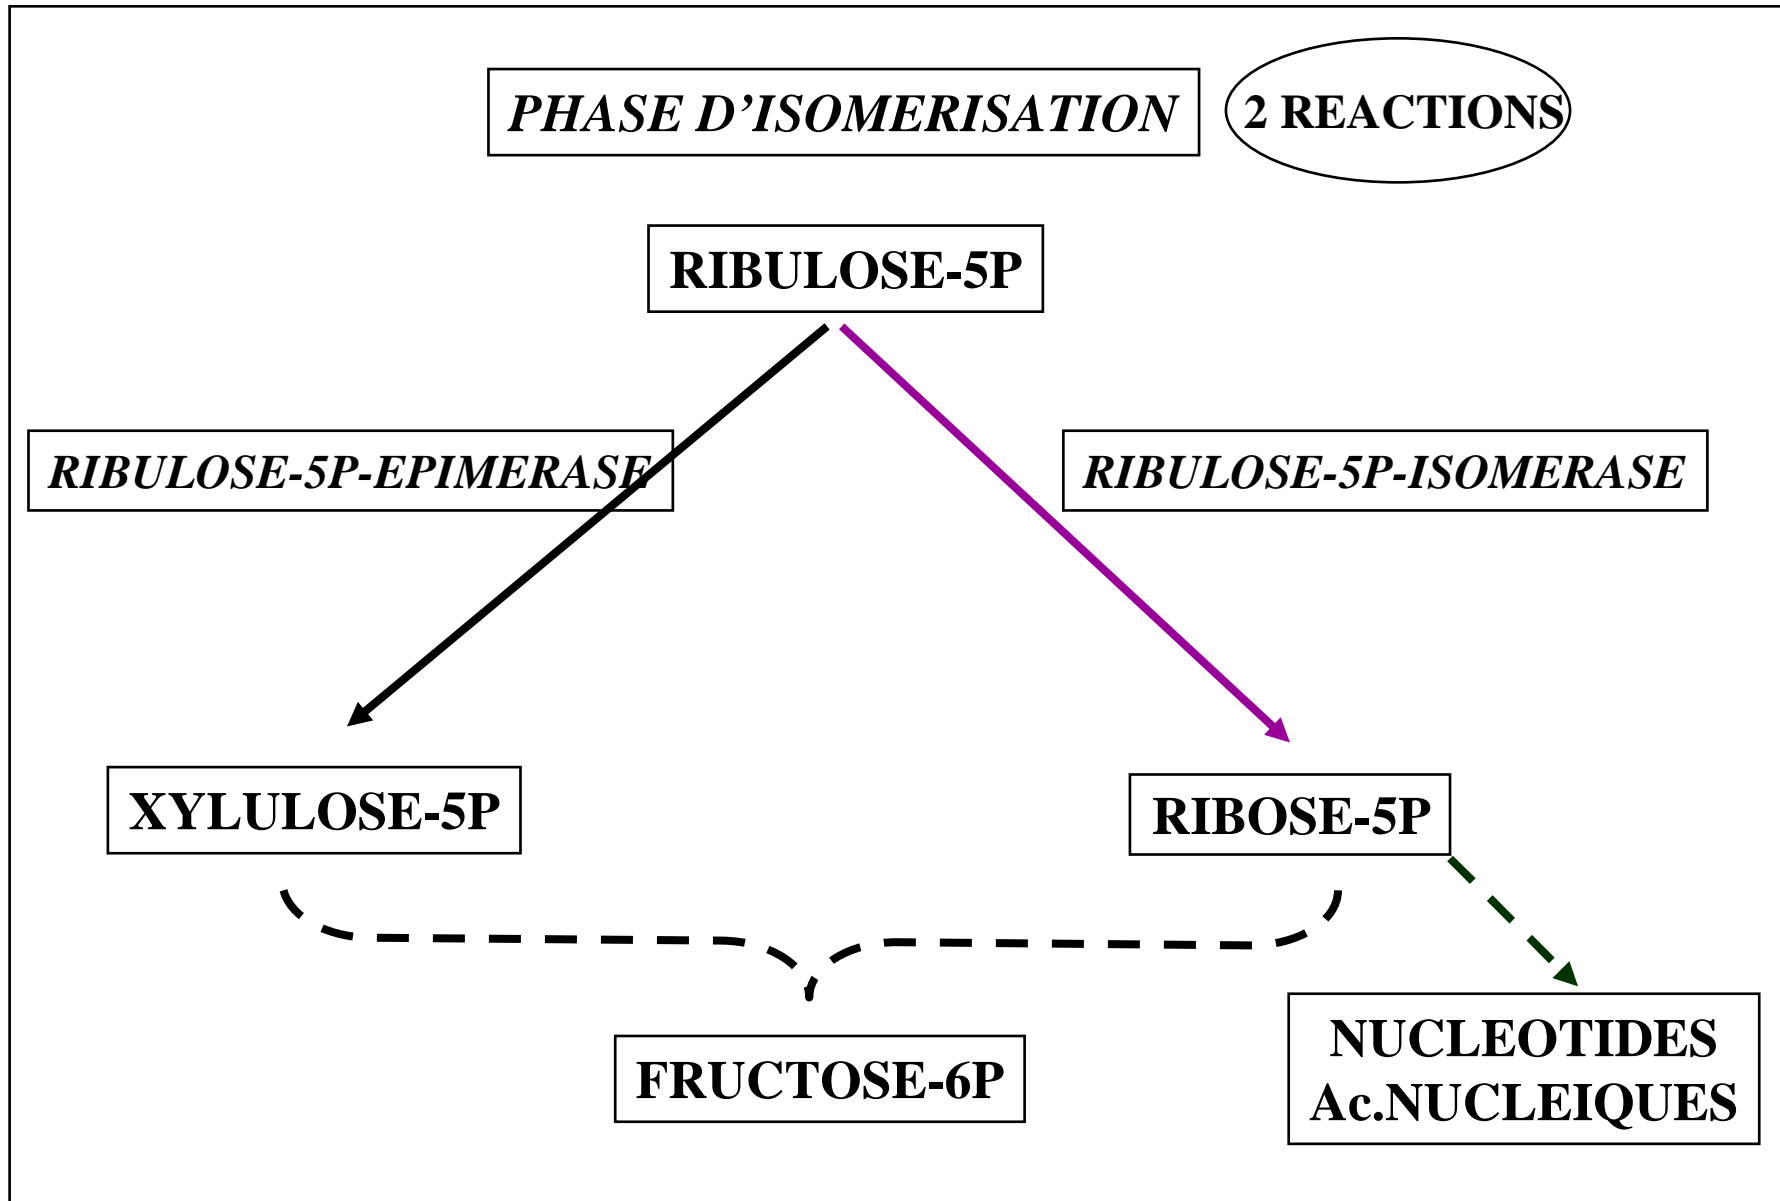 PHASE D’ISOMERISATION
2 REACTIONS
RIBULOSE-5P
RIBULOSE-5P-EPIMERASE
RIBULOSE-5P-ISOMERASE
XYLULOSE-5P
RIBOSE-5P
FRUCTOSE-6P
NUCLEOTIDES
Ac.NUCLEIQUES